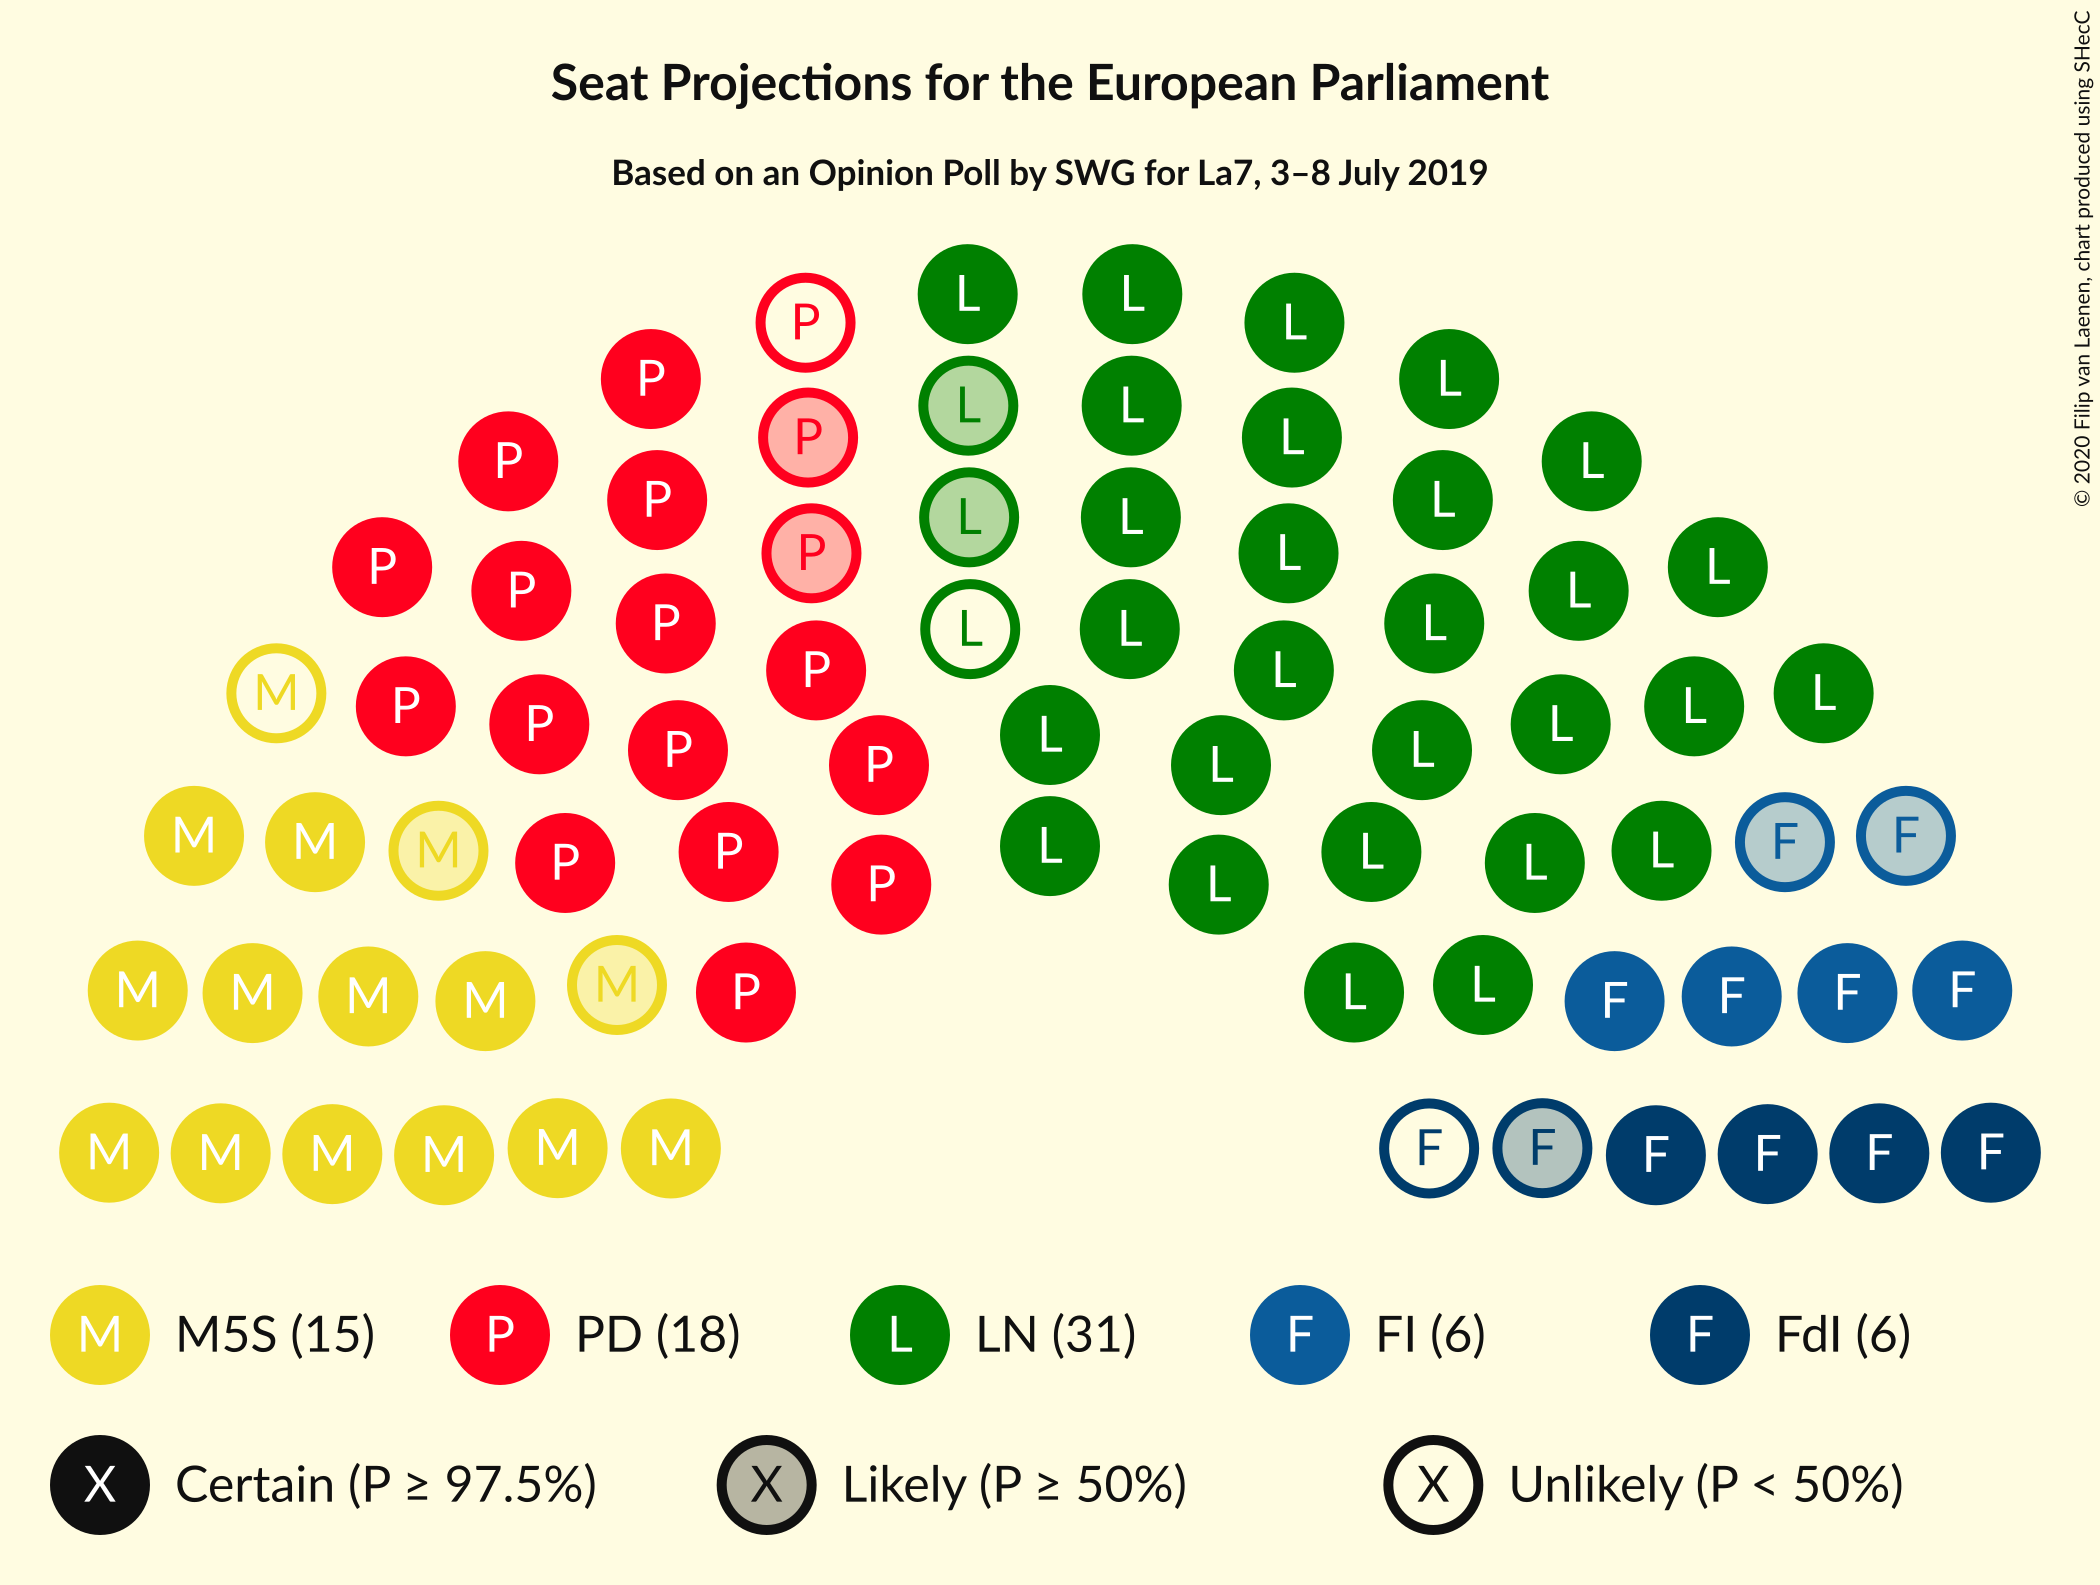 Seat Projections for the European Parliament
Based on an Opinion Poll by SWG for La7, 3–8 July 2019
© 2020 Filip van Laenen, chart produced using SHecC
L L
P L L
P L L P L
P L L
P L L
P P L L
P L L P L
P P L L
P P L L
P L L P L
M P L L
P L L
P P L L
P P L L
M M M P P L L L F F
P L
M M M M M P L L F F F F
M M M M M M F F F F F F
M M5S (15) P PD (18) L LN (31) F FI (6) F FdI (6)
X Certain (P ≥ 97.5%) X Likely (P ≥ 50%) X Unlikely (P < 50%)